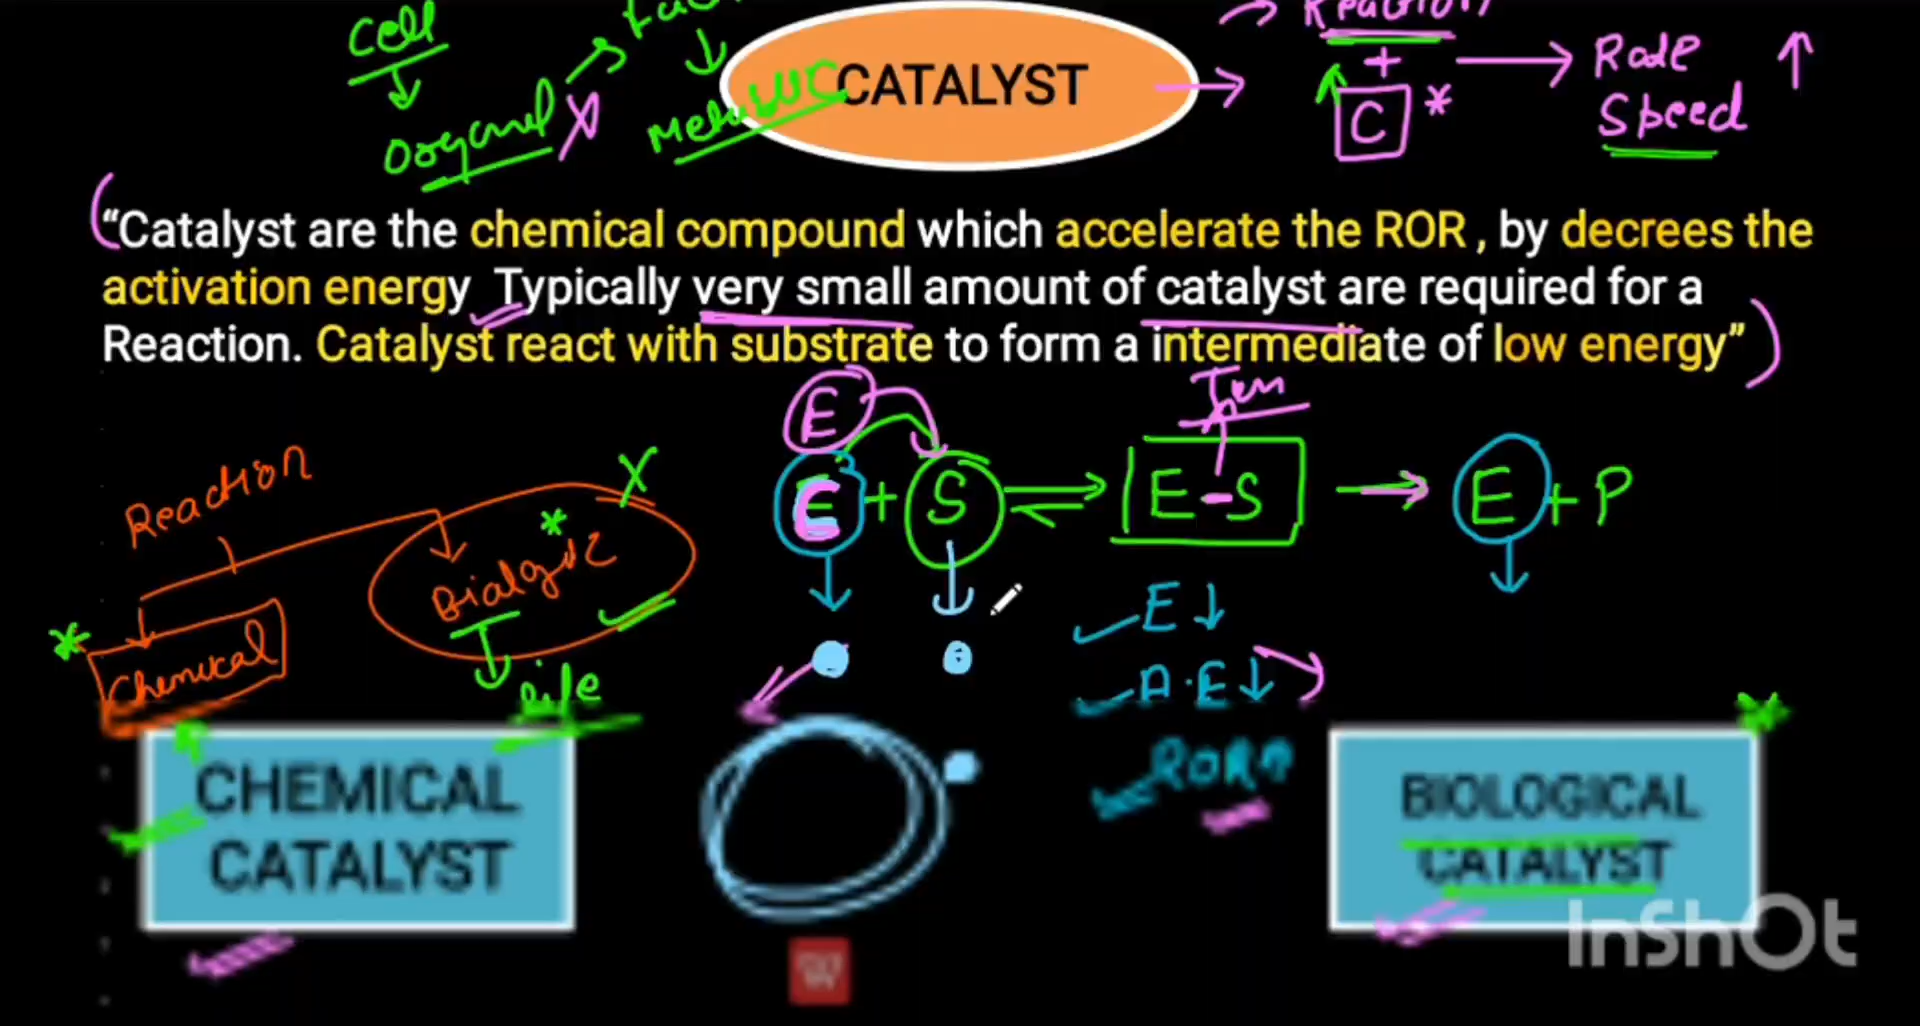 Cell
Reaction
CATALYST
+
Rate
Speed
C *
“Catalyst are the chemical compound which accelerate the ROR , by decrees the
activation energy Typically very small amount of catalyst are required for a
Reaction. Catalyst react with substrate to form a intermediate of low energy”
E
Reaction
E + S ⇌ E-S → E + P
Chemical
life
E ↓
A.E ↓
ROR ↑
CHEMICAL
CATALYST
BIOLOGICAL
CATALYST
InShOt